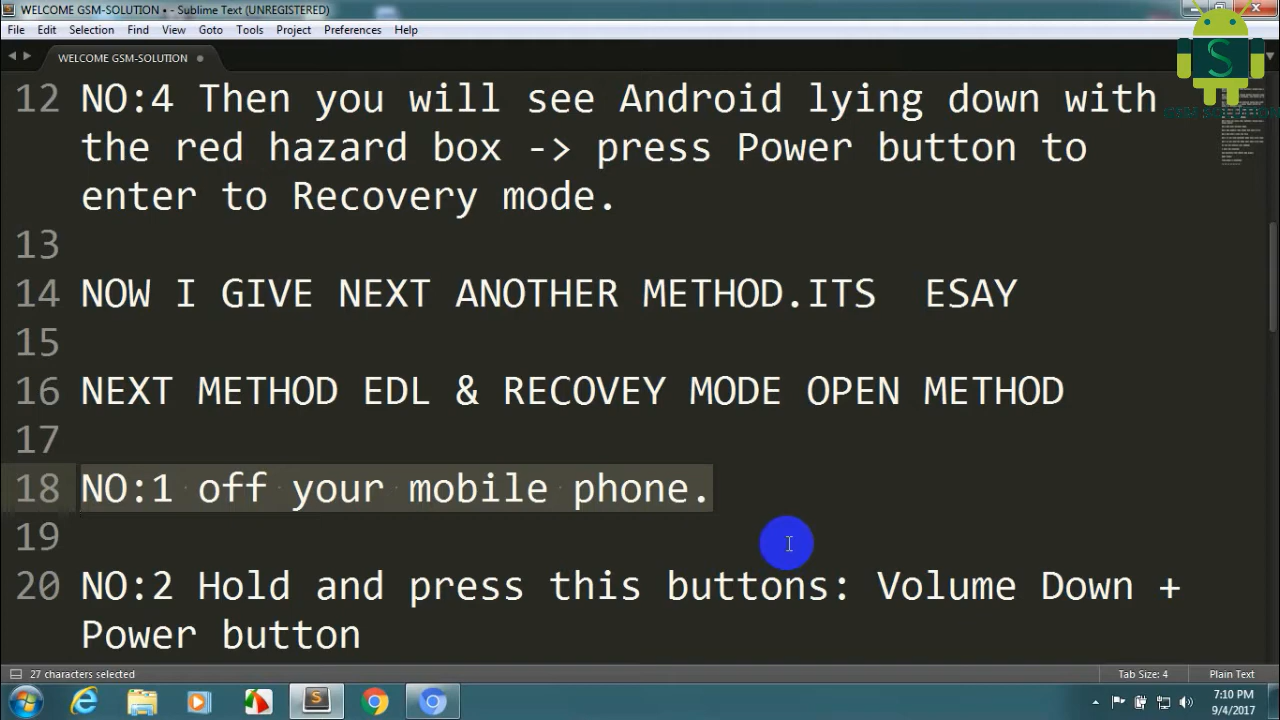 WELCOME GSM-SOLUTION • - Sublime Text (UNREGISTERED)
File Edit Selection Find View Goto Tools Project Preferences Help
WELCOME GSM-SOLUTION
12 NO:4 Then you will see Android lying down with
the red hazard box –> press Power button to
enter to Recovery mode.
13
14 NOW I GIVE NEXT ANOTHER METHOD.ITS  ESAY
15
16 NEXT METHOD EDL & RECOVEY MODE OPEN METHOD
17
18 NO:1 off your mobile phone.
19
20 NO:2 Hold and press this buttons: Volume Down +
Power button
27 characters selected Tab Size: 4 Plain Text
7:10 PM
9/4/2017